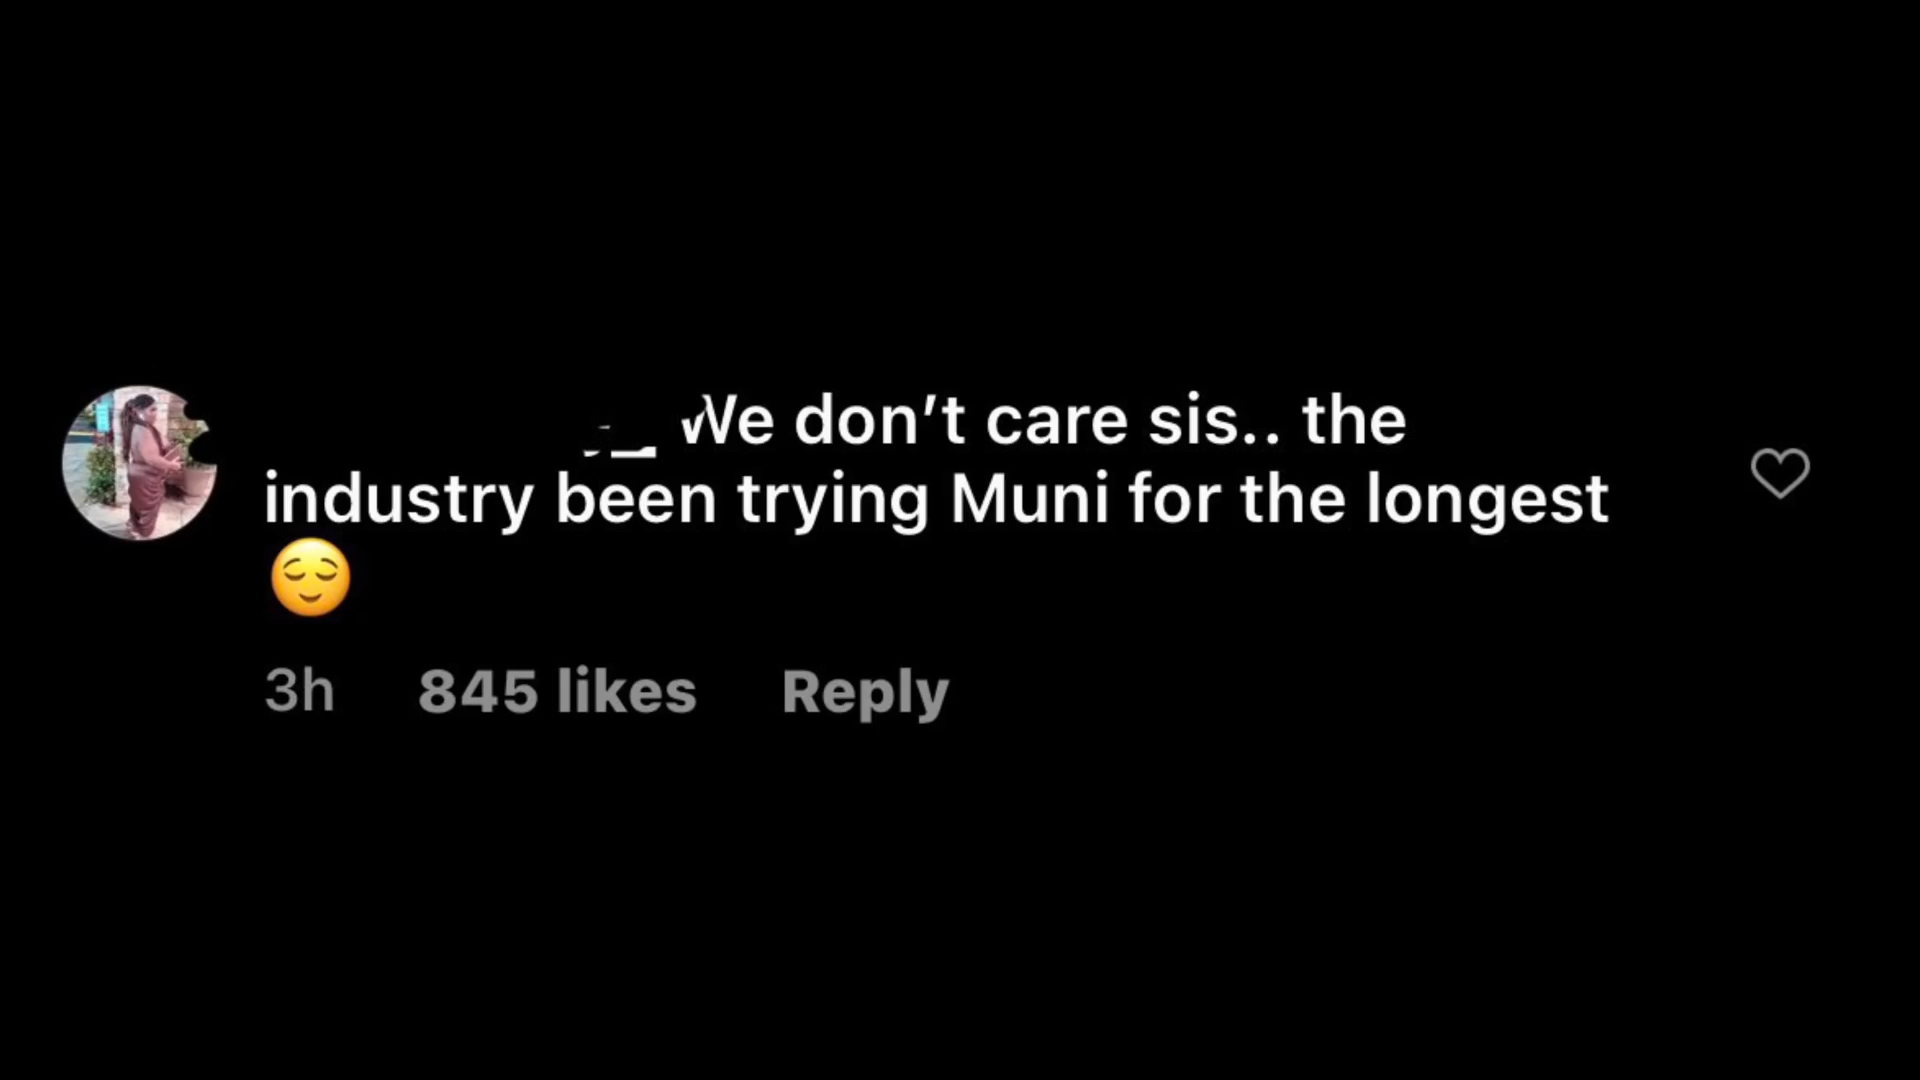 We don't care sis.. the
industry been trying Muni for the longest
😌
3h 845 likes Reply